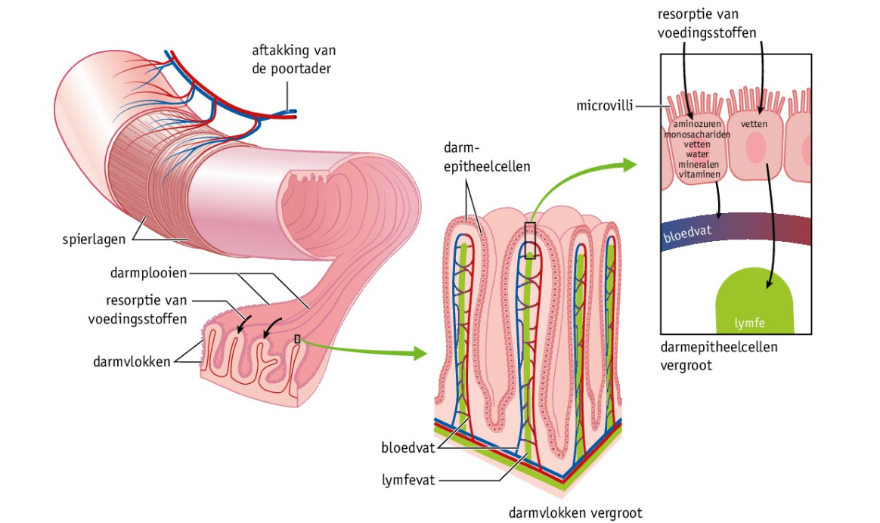 aftakking van
de poortader
spierlagen
darmplooien
resorptie van
voedingsstoffen
darmvlokken
darm-
epitheelcellen
bloedvat
lymfevat
darmvlokken vergroot
resorptie van
voedingsstoffen
microvilli
aminozuren
monosachariden
vetten
water
mineralen
vitaminen
vetten
bloedvat
lymfe
darmepitheelcellen
vergroot